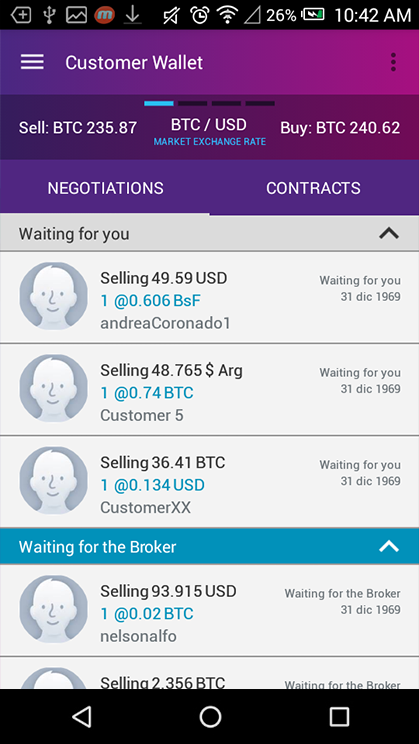 26%
10:42 AM
Customer Wallet
Sell: BTC 235.87
BTC / USD
MARKET EXCHANGE RATE
Buy: BTC 240.62
NEGOTIATIONS
CONTRACTS
Waiting for you
Selling 49.59 USD
1 @0.606 BsF
andreaCoronado1
Waiting for you
31 dic 1969
Selling 48.765 $ Arg
1 @0.74 BTC
Customer 5
Waiting for you
31 dic 1969
Selling 36.41 BTC
1 @0.134 USD
CustomerXX
Waiting for you
31 dic 1969
Waiting for the Broker
Selling 93.915 USD
1 @0.02 BTC
nelsonalfo
Waiting for the Broker
31 dic 1969
Selling 2.356 BTC
Waiting for the Broker